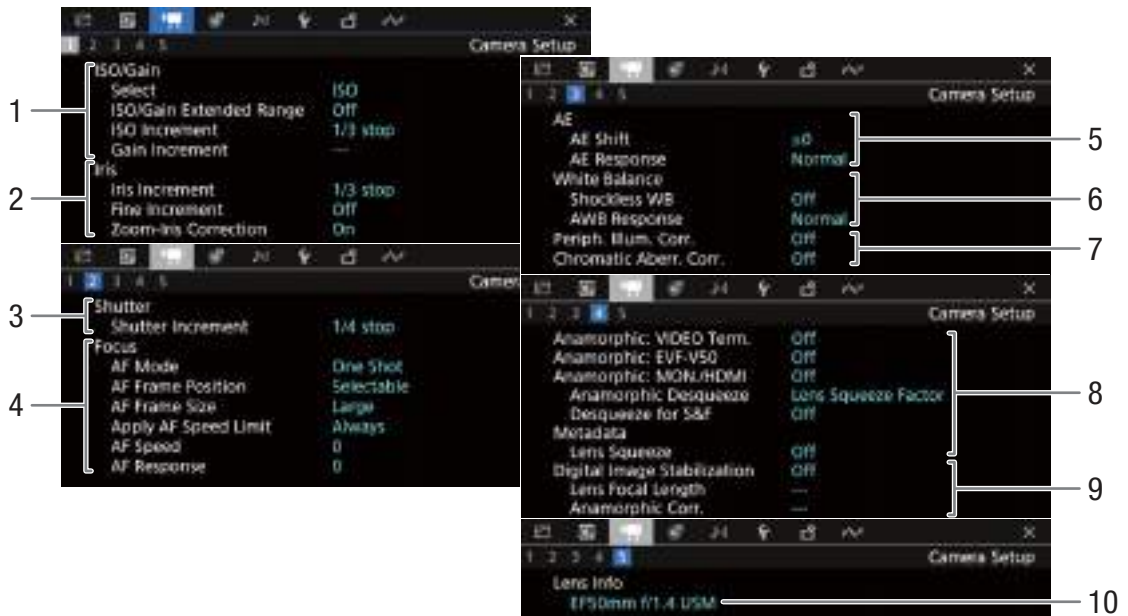 1 2 3 4 5 Camera Setup
1
ISO/Gain
Select ISO
ISO/Gain Extended Range Off
ISO Increment 1/3 stop
Gain Increment ---
2
Iris
Iris Increment 1/3 stop
Fine Increment Off
Zoom-Iris Correction On
1 2 3 4 5 Camera
3
Shutter
Shutter Increment 1/4 stop
4
Focus
AF Mode One Shot
AF Frame Position Selectable
AF Frame Size Large
Apply AF Speed Limit Always
AF Speed 0
AF Response 0
1 2 3 4 5 Camera Setup
AE
AE Shift ±0
AE Response Normal
5
White Balance
Shockless WB Off
AWB Response Normal
6
Periph. Illum. Corr. Off
Chromatic Aberr. Corr. Off
7
1 2 3 4 5 Camera Setup
Anamorphic: VIDEO Term. Off
Anamorphic: EVF-V50 Off
Anamorphic: MON./HDMI Off
Anamorphic Desqueeze Lens Squeeze Factor
Desqueeze for S&F Off
Metadata
Lens Squeeze Off
8
Digital Image Stabilization Off
Lens Focal Length ---
Anamorphic Corr. ---
9
1 2 3 4 5 Camera Setup
Lens Info
EF50mm f/1.4 USM
10